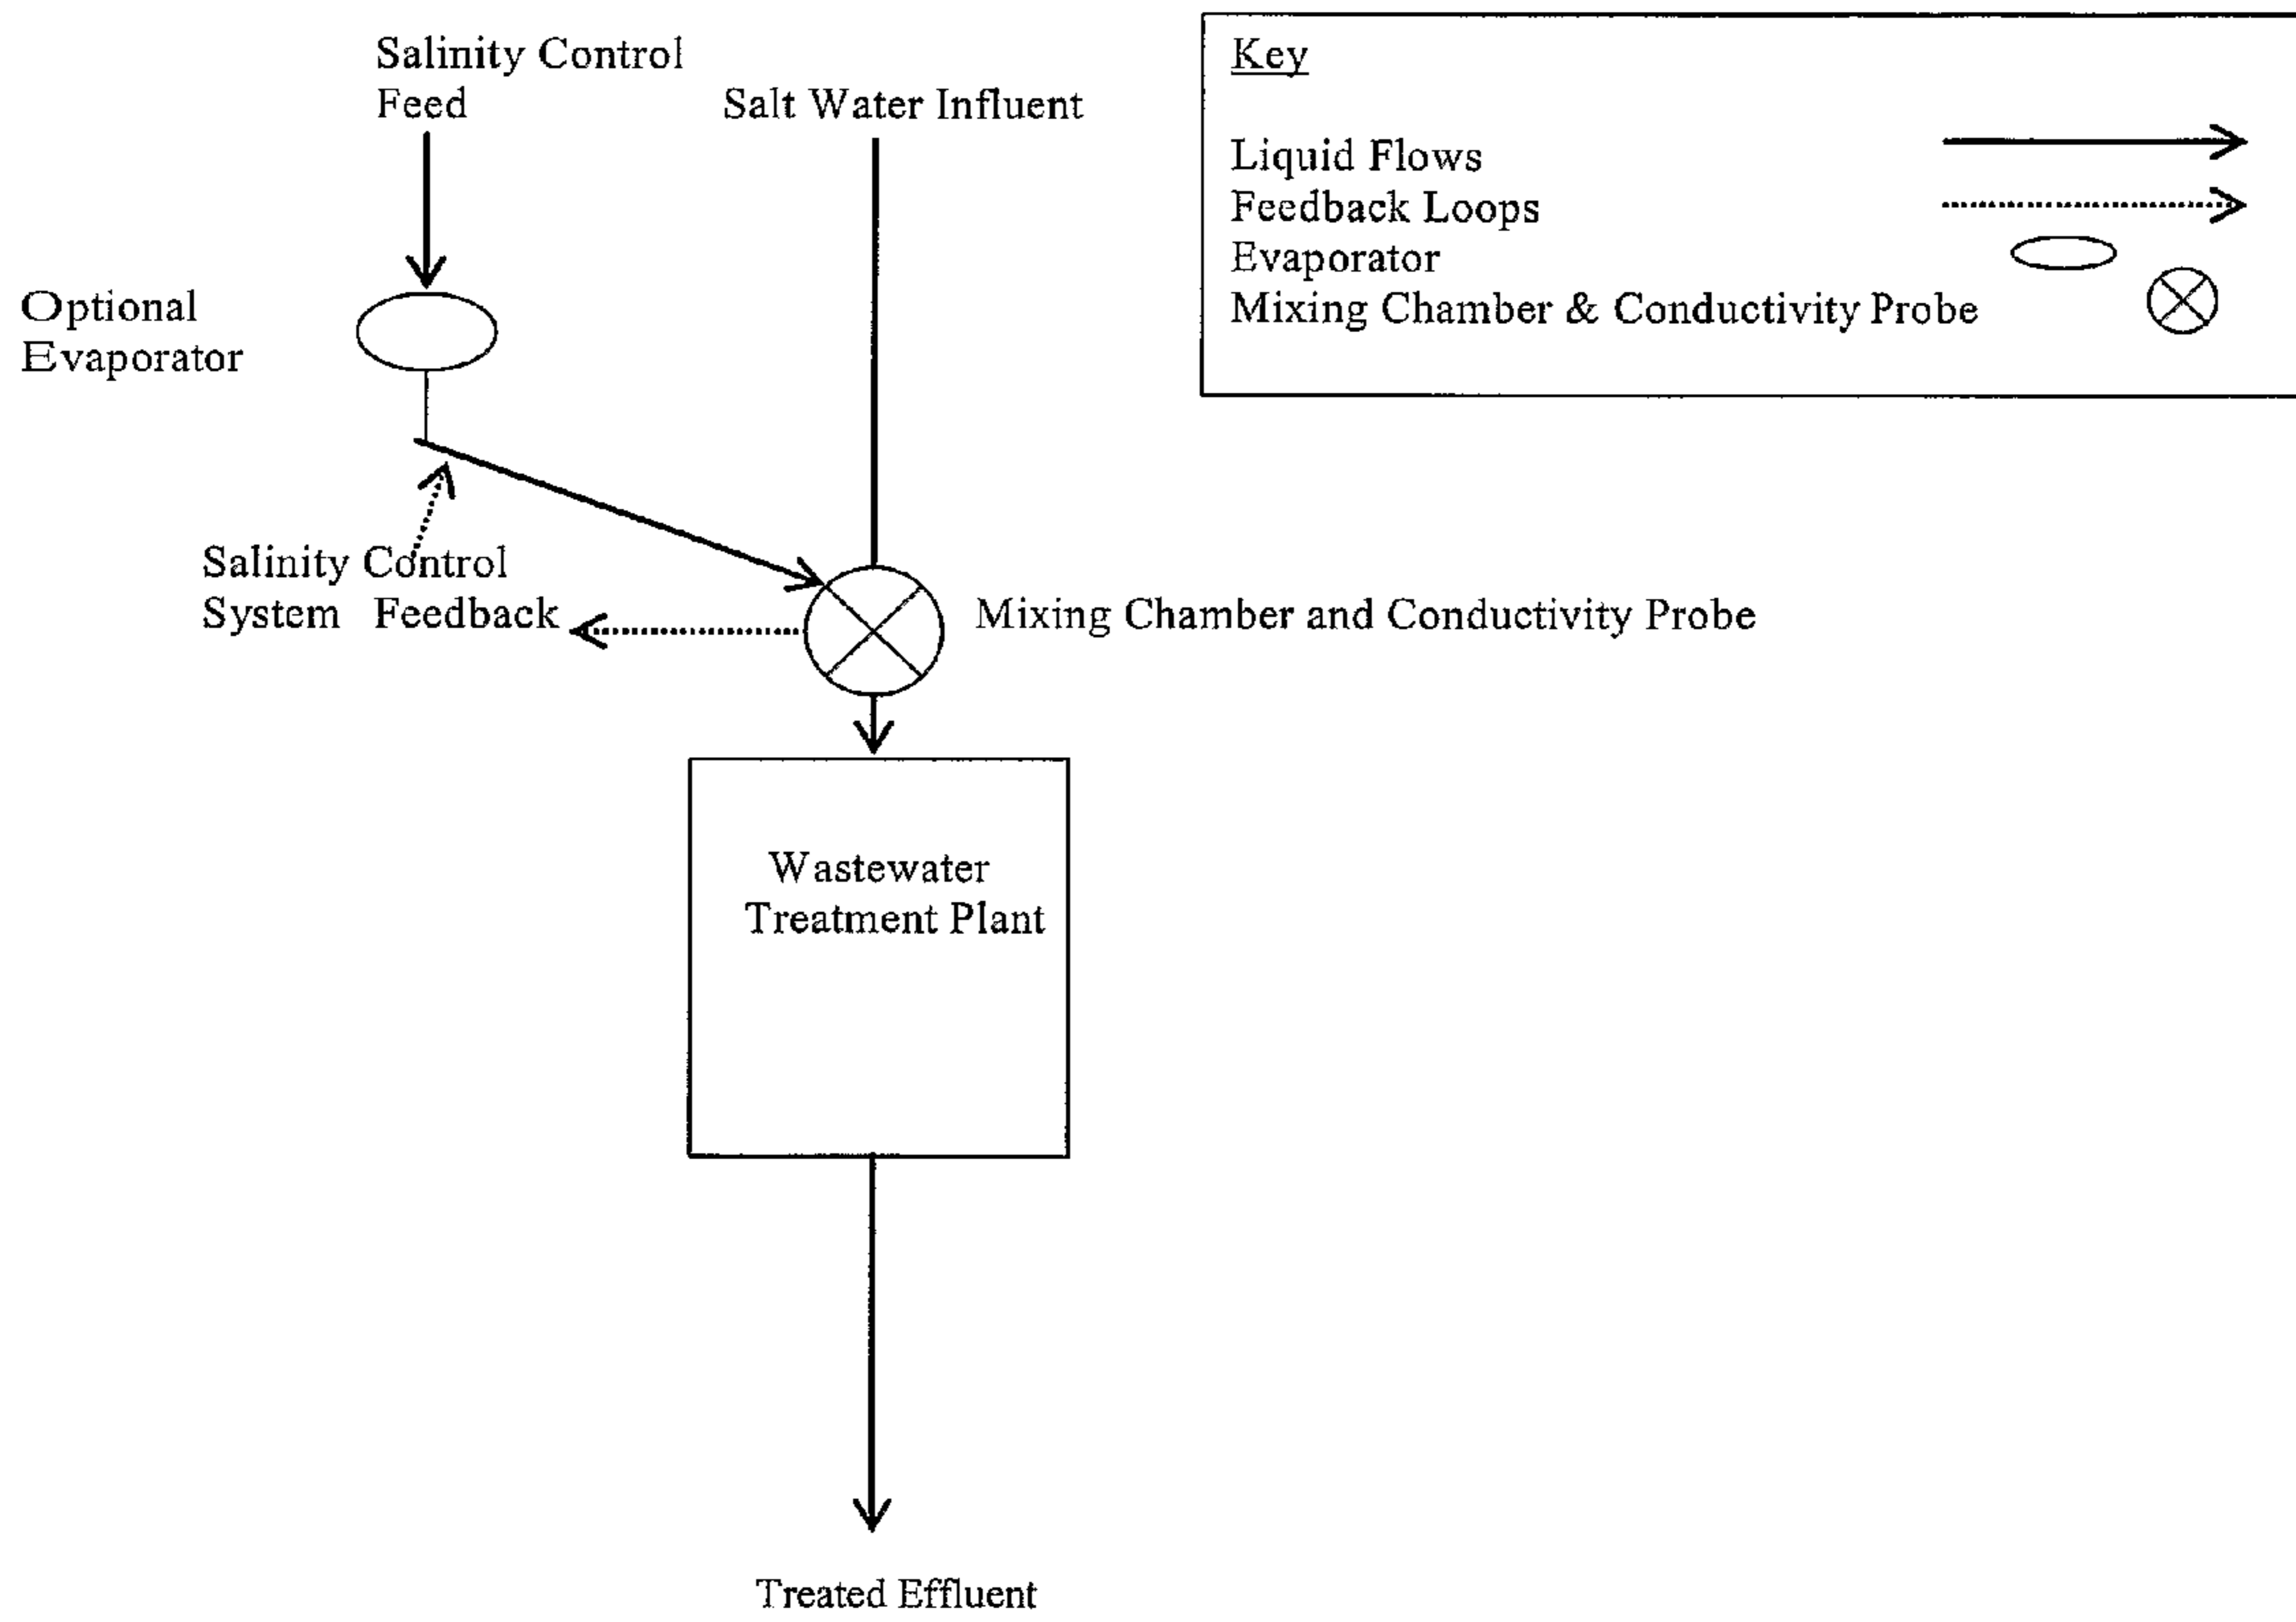 Salinity Control
Feed
Salt Water Influent
Key
Liquid Flows
Feedback Loops
Evaporator
Mixing Chamber & Conductivity Probe
Optional
Evaporator
Salinity Control
System Feedback
Mixing Chamber and Conductivity Probe
Wastewater
Treatment Plant
Treated Effluent